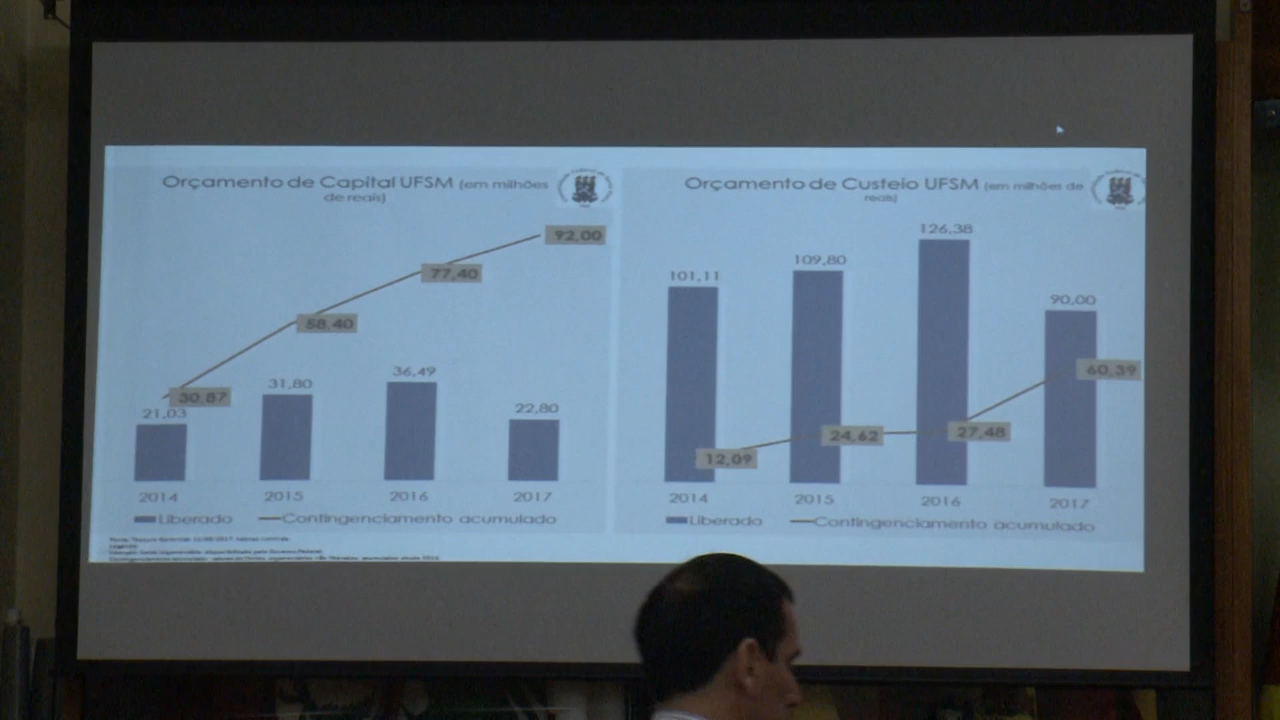 Orçamento de Capital UFSM (em milhões
de reais)
92,00
77,40
58,40
30,87
21,03
31,80
36,49
22,80
2014 2015 2016 2017
Liberado Contingenciamento acumulado
Orçamento de Custeio UFSM (em milhões de
reais)
101,11
109,80
126,38
90,00
60,39
12,09
24,62
27,48
2014 2015 2016 2017
Liberado Contingenciamento acumulado